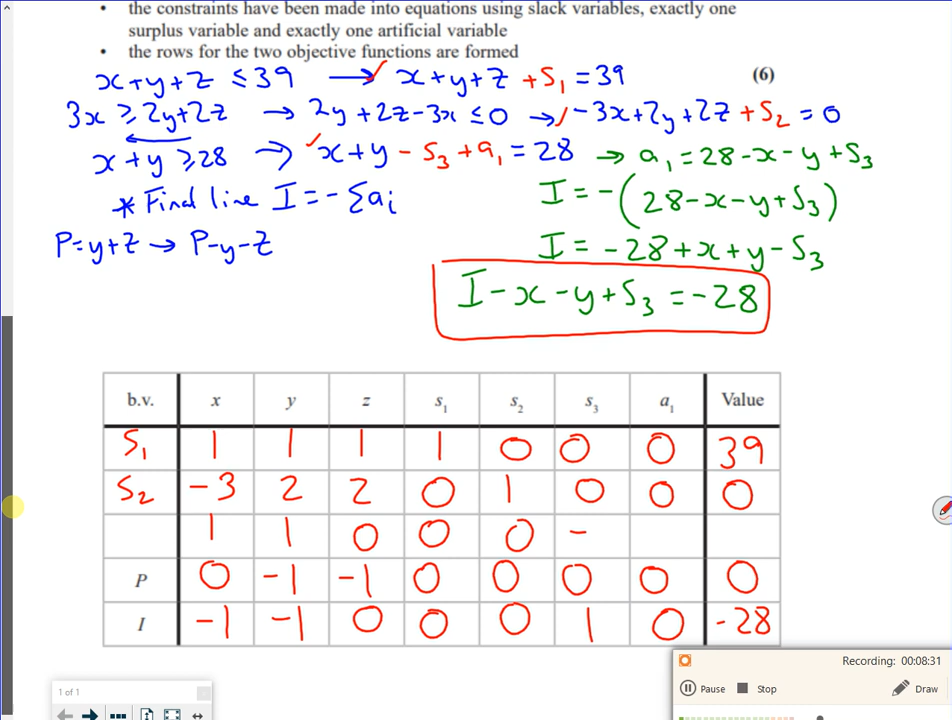 • the constraints have been made into equations using slack variables, exactly one
surplus variable and exactly one artificial variable
• the rows for the two objective functions are formed
(6)
x+y+z ≤ 39 → ✓ x+y+z +S₁ = 39
3x ≥ 2y+2z → 2y+2z-3x ≤ 0 → ✓ -3x+2y+2z +S₂ = 0
x+y ≥ 28 → ✓ x+y - S₃ + a₁ = 28 → a₁ = 28-x-y+S₃
* Final line I = -Σaᵢ
I = -(28-x-y+S₃)
P=y+z → P-y-z
I = -28+x+y-S₃
I-x-y+S₃ = -28
b.v. x y z s₁ s₂ s₃ a₁ Value
S₁ 1 1 1 1 0 0 0 39
S₂ -3 2 2 0 1 0 0 0
1 1 0 0 0 -
P 0 -1 -1 0 0 0 0 0
I -1 -1 0 0 0 1 0 -28
Recording: 00:08:31
Pause Stop Draw
1 of 1